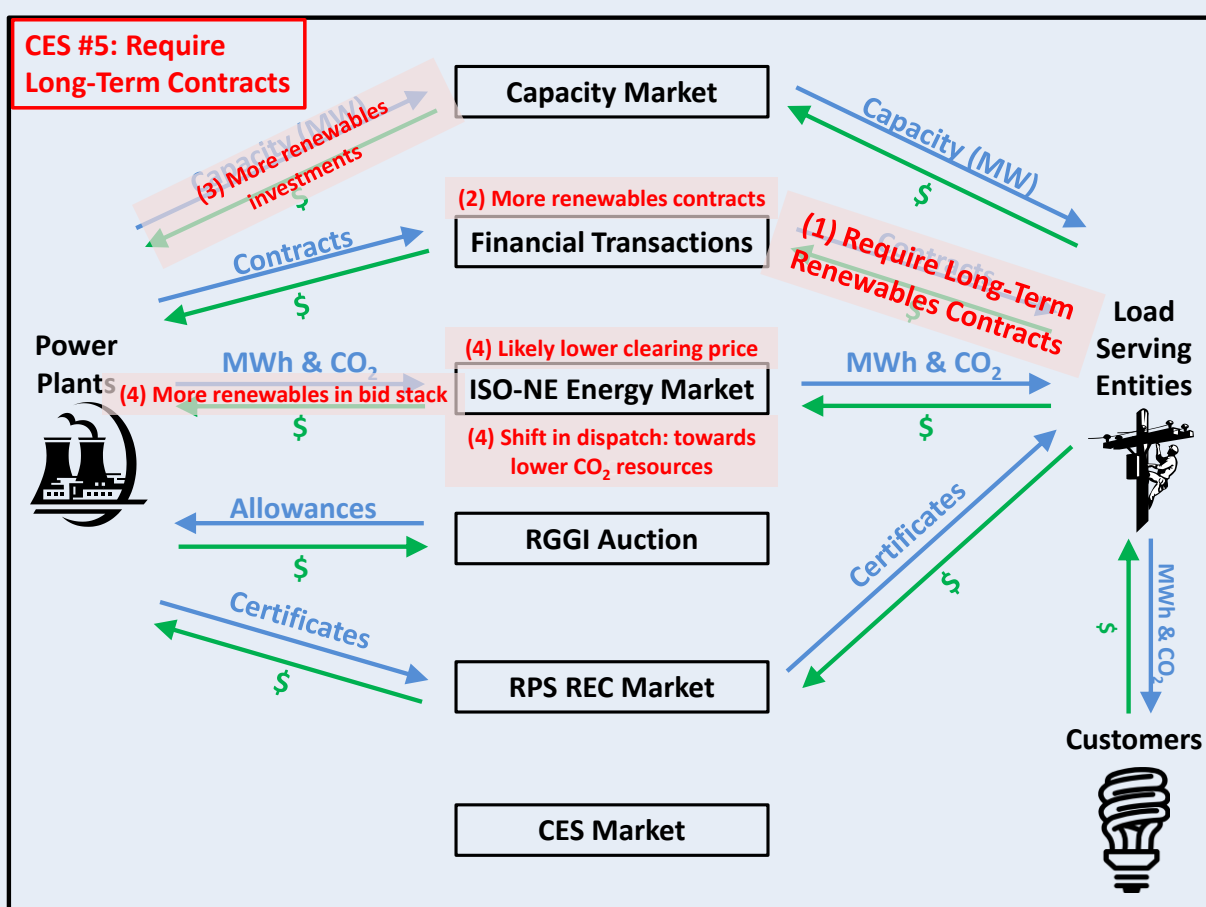 CES #5: Require
Long-Term Contracts
Capacity Market
Capacity (MW)
$
(3) More renewables
investments
Capacity (MW)
$
(2) More renewables contracts
Financial Transactions
Contracts
$
Contracts
$
(1) Require Long-Term
Renewables Contracts
Power
Plants
Load
Serving
Entities
(4) Likely lower clearing price
MWh & CO₂
ISO-NE Energy Market
MWh & CO₂
(4) More renewables in bid stack
$
$
(4) Shift in dispatch: towards
lower CO₂ resources
Allowances
$
RGGI Auction
Certificates
$
Certificates
$
RPS REC Market
$
MWh & CO₂
Customers
CES Market